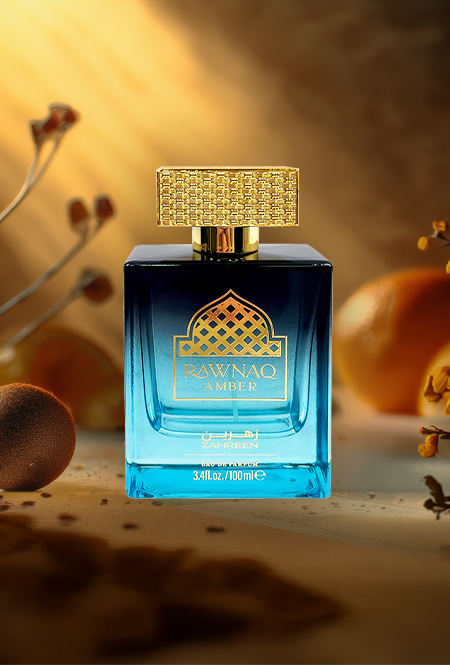 RAWNAQ
AMBER
زهرين
ZAHREEN
EAU DE PARFUM
3.4fl.oz./100ml℮